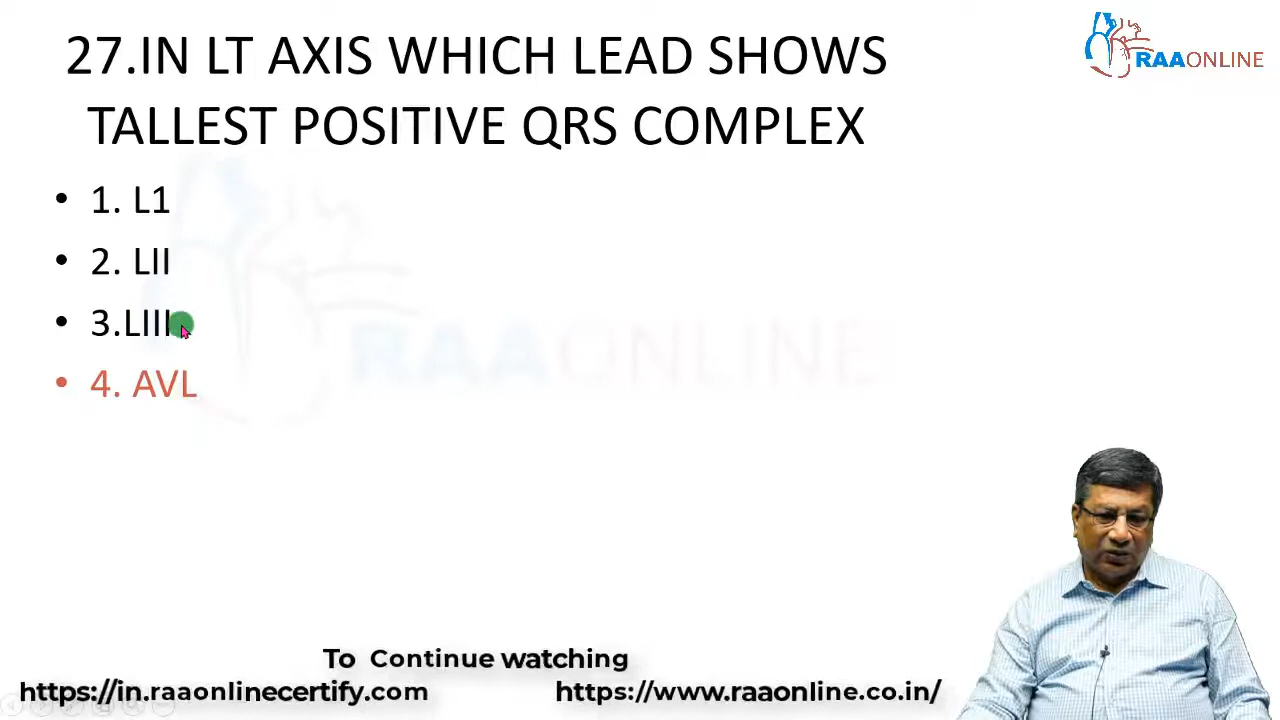 27.IN LT AXIS WHICH LEAD SHOWS
TALLEST POSITIVE QRS COMPLEX
RAAONLINE
• 1. L1
• 2. LII
• 3.LIII
• 4. AVL
RAAONLINE
To Continue watching
https://in.raaonlinecertify.com
https://www.raaonline.co.in/